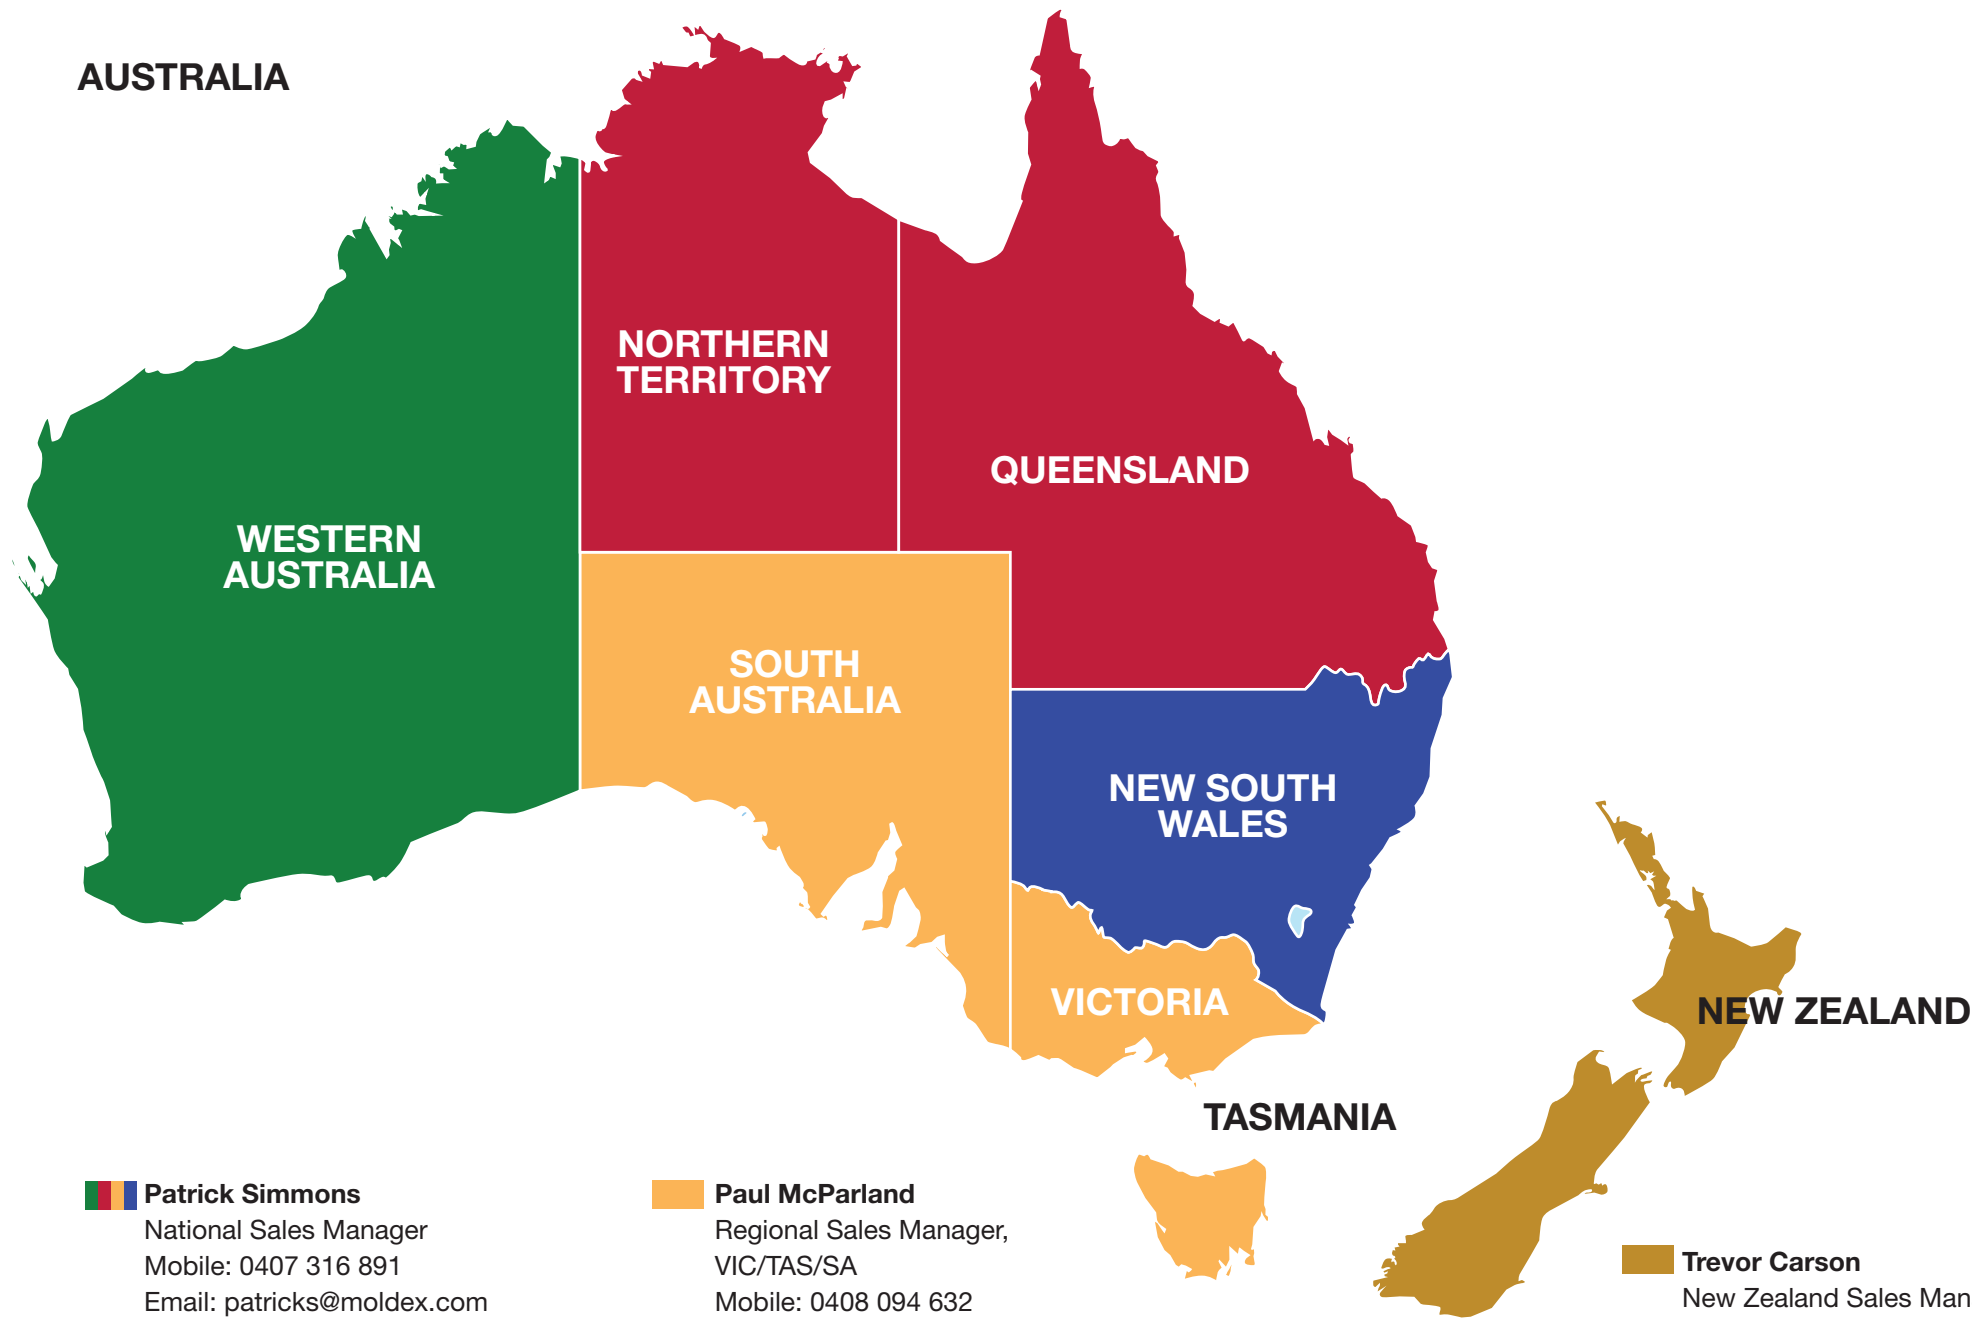 AUSTRALIA
NORTHERN
TERRITORY
QUEENSLAND
WESTERN
AUSTRALIA
SOUTH
AUSTRALIA
NEW SOUTH
WALES
VICTORIA
NEW ZEALAND
TASMANIA
Patrick Simmons
National Sales Manager
Mobile: 0407 316 891
Email: patricks@moldex.com
Paul McParland
Regional Sales Manager,
VIC/TAS/SA
Mobile: 0408 094 632
Trevor Carson
New Zealand Sales Man